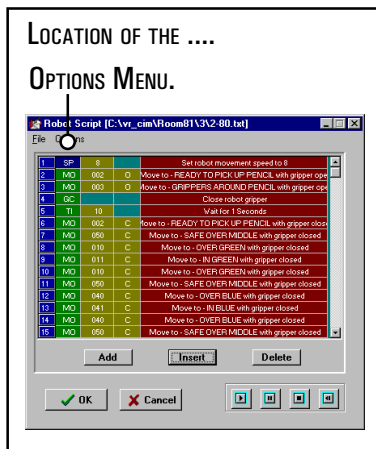 LOCATION OF THE ....
OPTIONS MENU.
Robot Script [C:\vr_cim\Room81\3\2-80.txt]
File
1 SP 8 Set robot movement speed to 8
2 MO 002 O Move to - READY TO PICK UP PENCIL with gripper ope
3 MO 003 O Move to - GRIPPERS AROUND PENCIL with gripper ope
4 GC Close robot gripper
5 TI 10 Wait for 1 Seconds
6 MO 002 C Move to - READY TO PICK UP PENCIL with gripper close
7 MO 050 C Move to - SAFE OVER MIDDLE with gripper closed
8 MO 010 C Move to - OVER GREEN with gripper closed
9 MO 011 C Move to - IN GREEN with gripper closed
10 MO 010 C Move to - OVER GREEN with gripper closed
11 MO 050 C Move to - SAFE OVER MIDDLE with gripper closed
12 MO 040 C Move to - OVER BLUE with gripper closed
13 MO 041 C Move to - IN BLUE with gripper closed
14 MO 040 C Move to - OVER BLUE with gripper closed
15 MO 050 C Move to - SAFE OVER MIDDLE with gripper closed
Add Insert Delete
OK Cancel